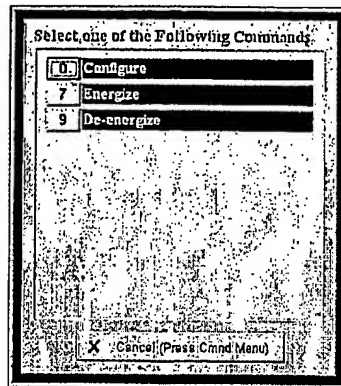 Select one of the Following Commands
0 Configure
7 Energize
9 De-energize
X Cancel (Press Cmnd Menu)